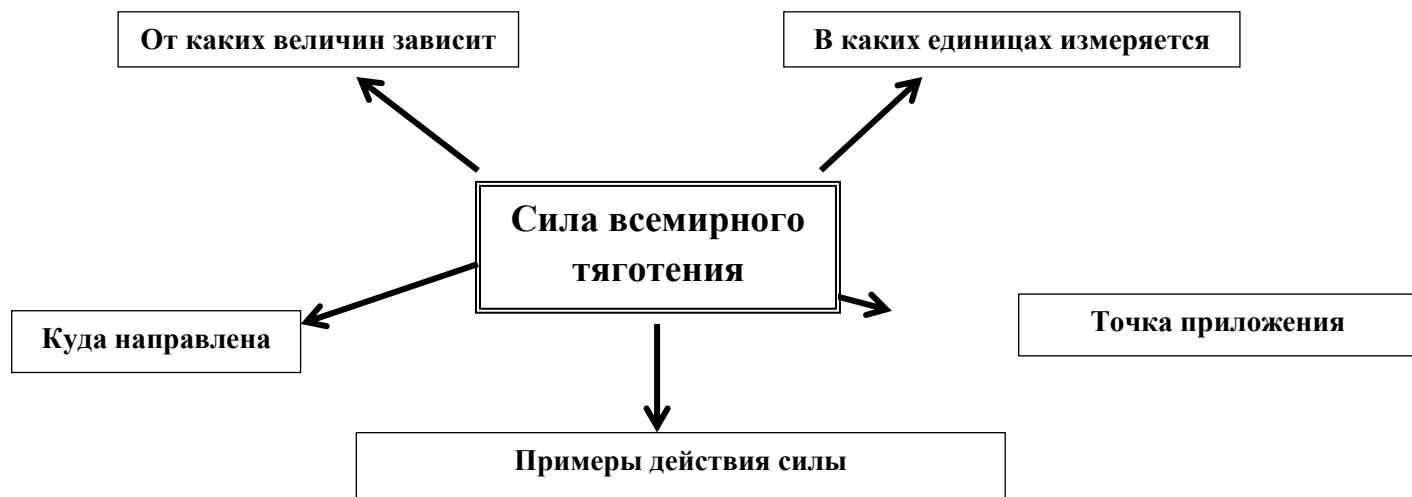 От каких величин зависит
В каких единицах измеряется
Сила всемирного
тяготения
Куда направлена
Точка приложения
Примеры действия силы